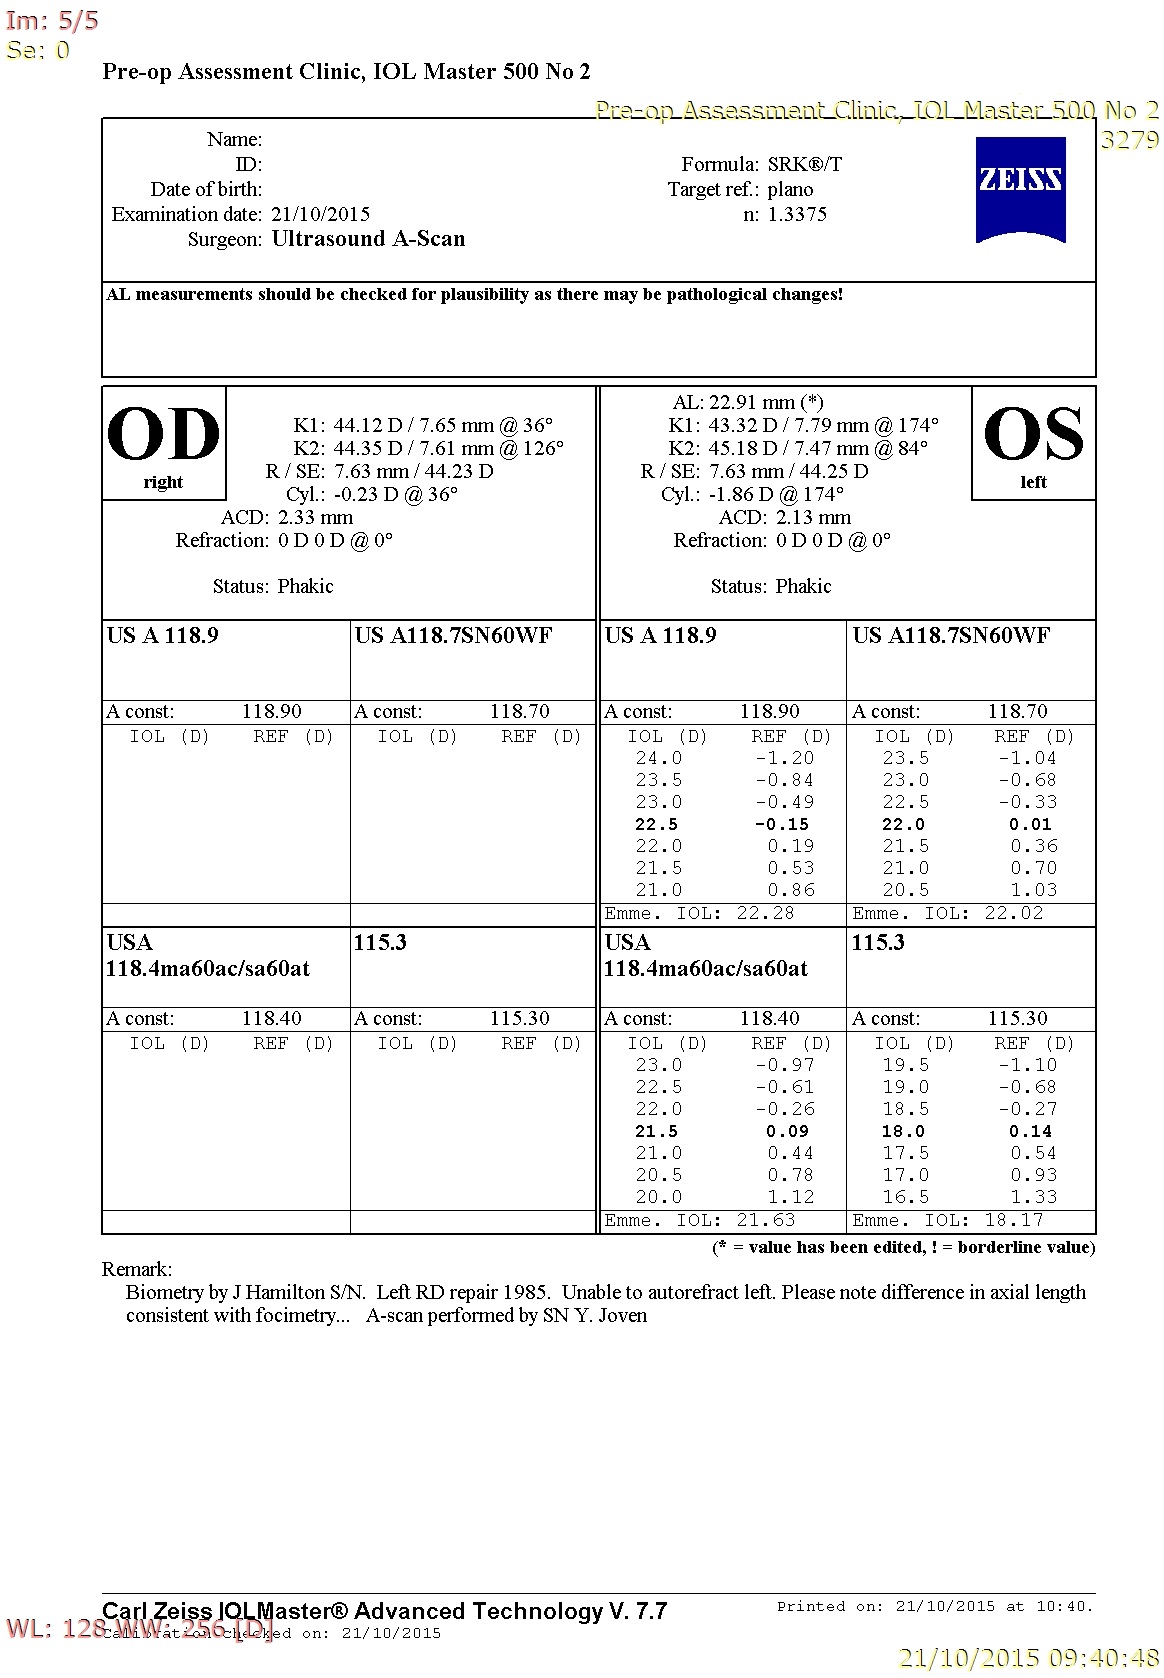 Im: 5/5
Se: 0
Pre-op Assessment Clinic, IOL Master 500 No 2
Pre-op Assessment Clinic, IOL Master 500 No 2
3279
Name:
ID:
Date of birth:
Examination date: 21/10/2015
Surgeon: Ultrasound A-Scan
Formula: SRK®/T
Target ref.: plano
n: 1.3375
ZEISS
AL measurements should be checked for plausibility as there may be pathological changes!
OD
right
K1: 44.12 D / 7.65 mm @ 36°
K2: 44.35 D / 7.61 mm @ 126°
R / SE: 7.63 mm / 44.23 D
Cyl.: -0.23 D @ 36°
ACD: 2.33 mm
Refraction: 0 D 0 D @ 0°
Status: Phakic
OS
left
AL: 22.91 mm (*)
K1: 43.32 D / 7.79 mm @ 174°
K2: 45.18 D / 7.47 mm @ 84°
R / SE: 7.63 mm / 44.25 D
Cyl.: -1.86 D @ 174°
ACD: 2.13 mm
Refraction: 0 D 0 D @ 0°
Status: Phakic
US A 118.9 US A118.7SN60WF US A 118.9 US A118.7SN60WF
A const: 118.90 A const: 118.70 A const: 118.90 A const: 118.70
IOL (D) REF (D) IOL (D) REF (D) IOL (D) REF (D) IOL (D) REF (D)
24.0 -1.20 23.5 -1.04
23.5 -0.84 23.0 -0.68
23.0 -0.49 22.5 -0.33
22.5 -0.15 22.0 0.01
22.0 0.19 21.5 0.36
21.5 0.53 21.0 0.70
21.0 0.86 20.5 1.03
Emme. IOL: 22.28 Emme. IOL: 22.02
USA 115.3 USA 115.3
118.4ma60ac/sa60at 118.4ma60ac/sa60at
A const: 118.40 A const: 115.30 A const: 118.40 A const: 115.30
IOL (D) REF (D) IOL (D) REF (D) IOL (D) REF (D) IOL (D) REF (D)
23.0 -0.97 19.5 -1.10
22.5 -0.61 19.0 -0.68
22.0 -0.26 18.5 -0.27
21.5 0.09 18.0 0.14
21.0 0.44 17.5 0.54
20.5 0.78 17.0 0.93
20.0 1.12 16.5 1.33
Emme. IOL: 21.63 Emme. IOL: 18.17
(* = value has been edited, ! = borderline value)
Remark:
Biometry by J Hamilton S/N. Left RD repair 1985. Unable to autorefract left. Please note difference in axial length
consistent with focimetry... A-scan performed by SN Y. Joven
Carl Zeiss IOLMaster® Advanced Technology V. 7.7
Printed on: 21/10/2015 at 10:40.
WL: 128 WW: 256 [D]
Calibration checked on: 21/10/2015
21/10/2015 09:40:48